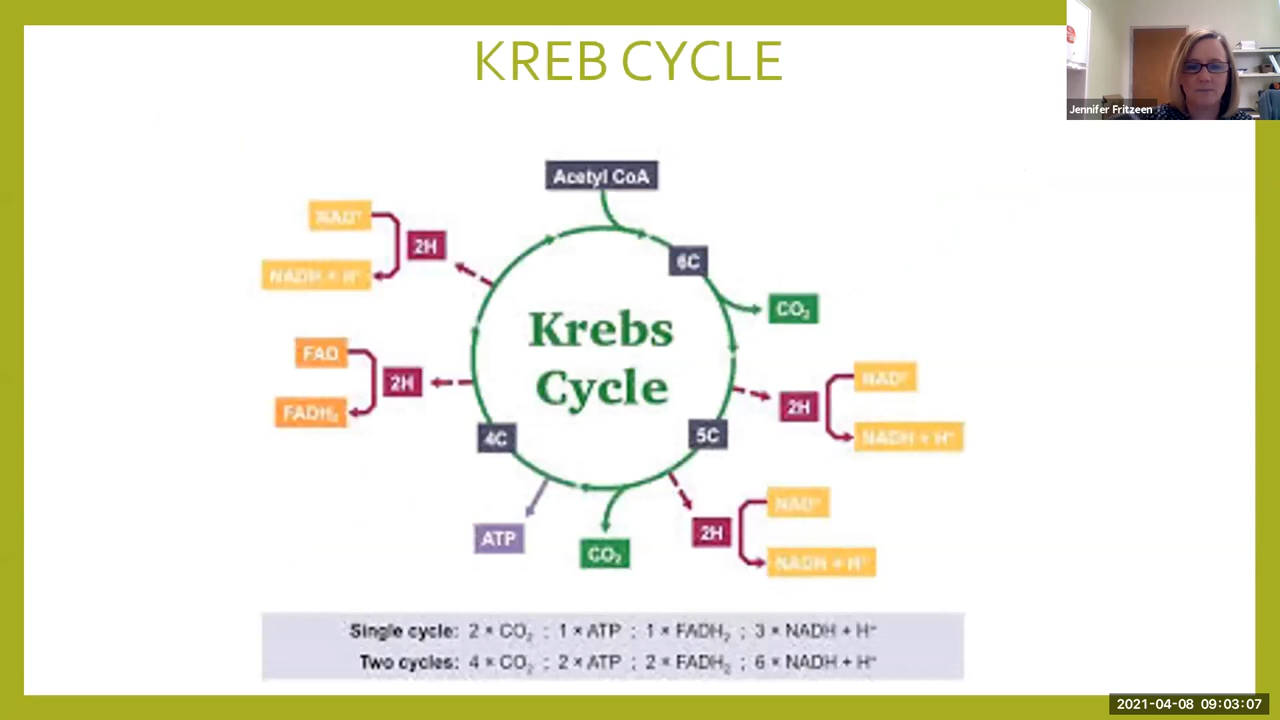 KREB CYCLE
Jennifer Fritzeen
Acetyl CoA
NAD⁺
2H
NADH + H⁺
6C
CO₂
Krebs
Cycle
FAD
2H
FADH₂
NAD⁺
2H
NADH + H⁺
4C
5C
ATP
CO₂
NAD⁺
2H
NADH + H⁺
Single cycle: 2 × CO₂ ; 1 × ATP ; 1 × FADH₂ ; 3 × NADH + H⁺
Two cycles: 4 × CO₂ ; 2 × ATP ; 2 × FADH₂ ; 6 × NADH + H⁺
2021-04-08 09:03:07